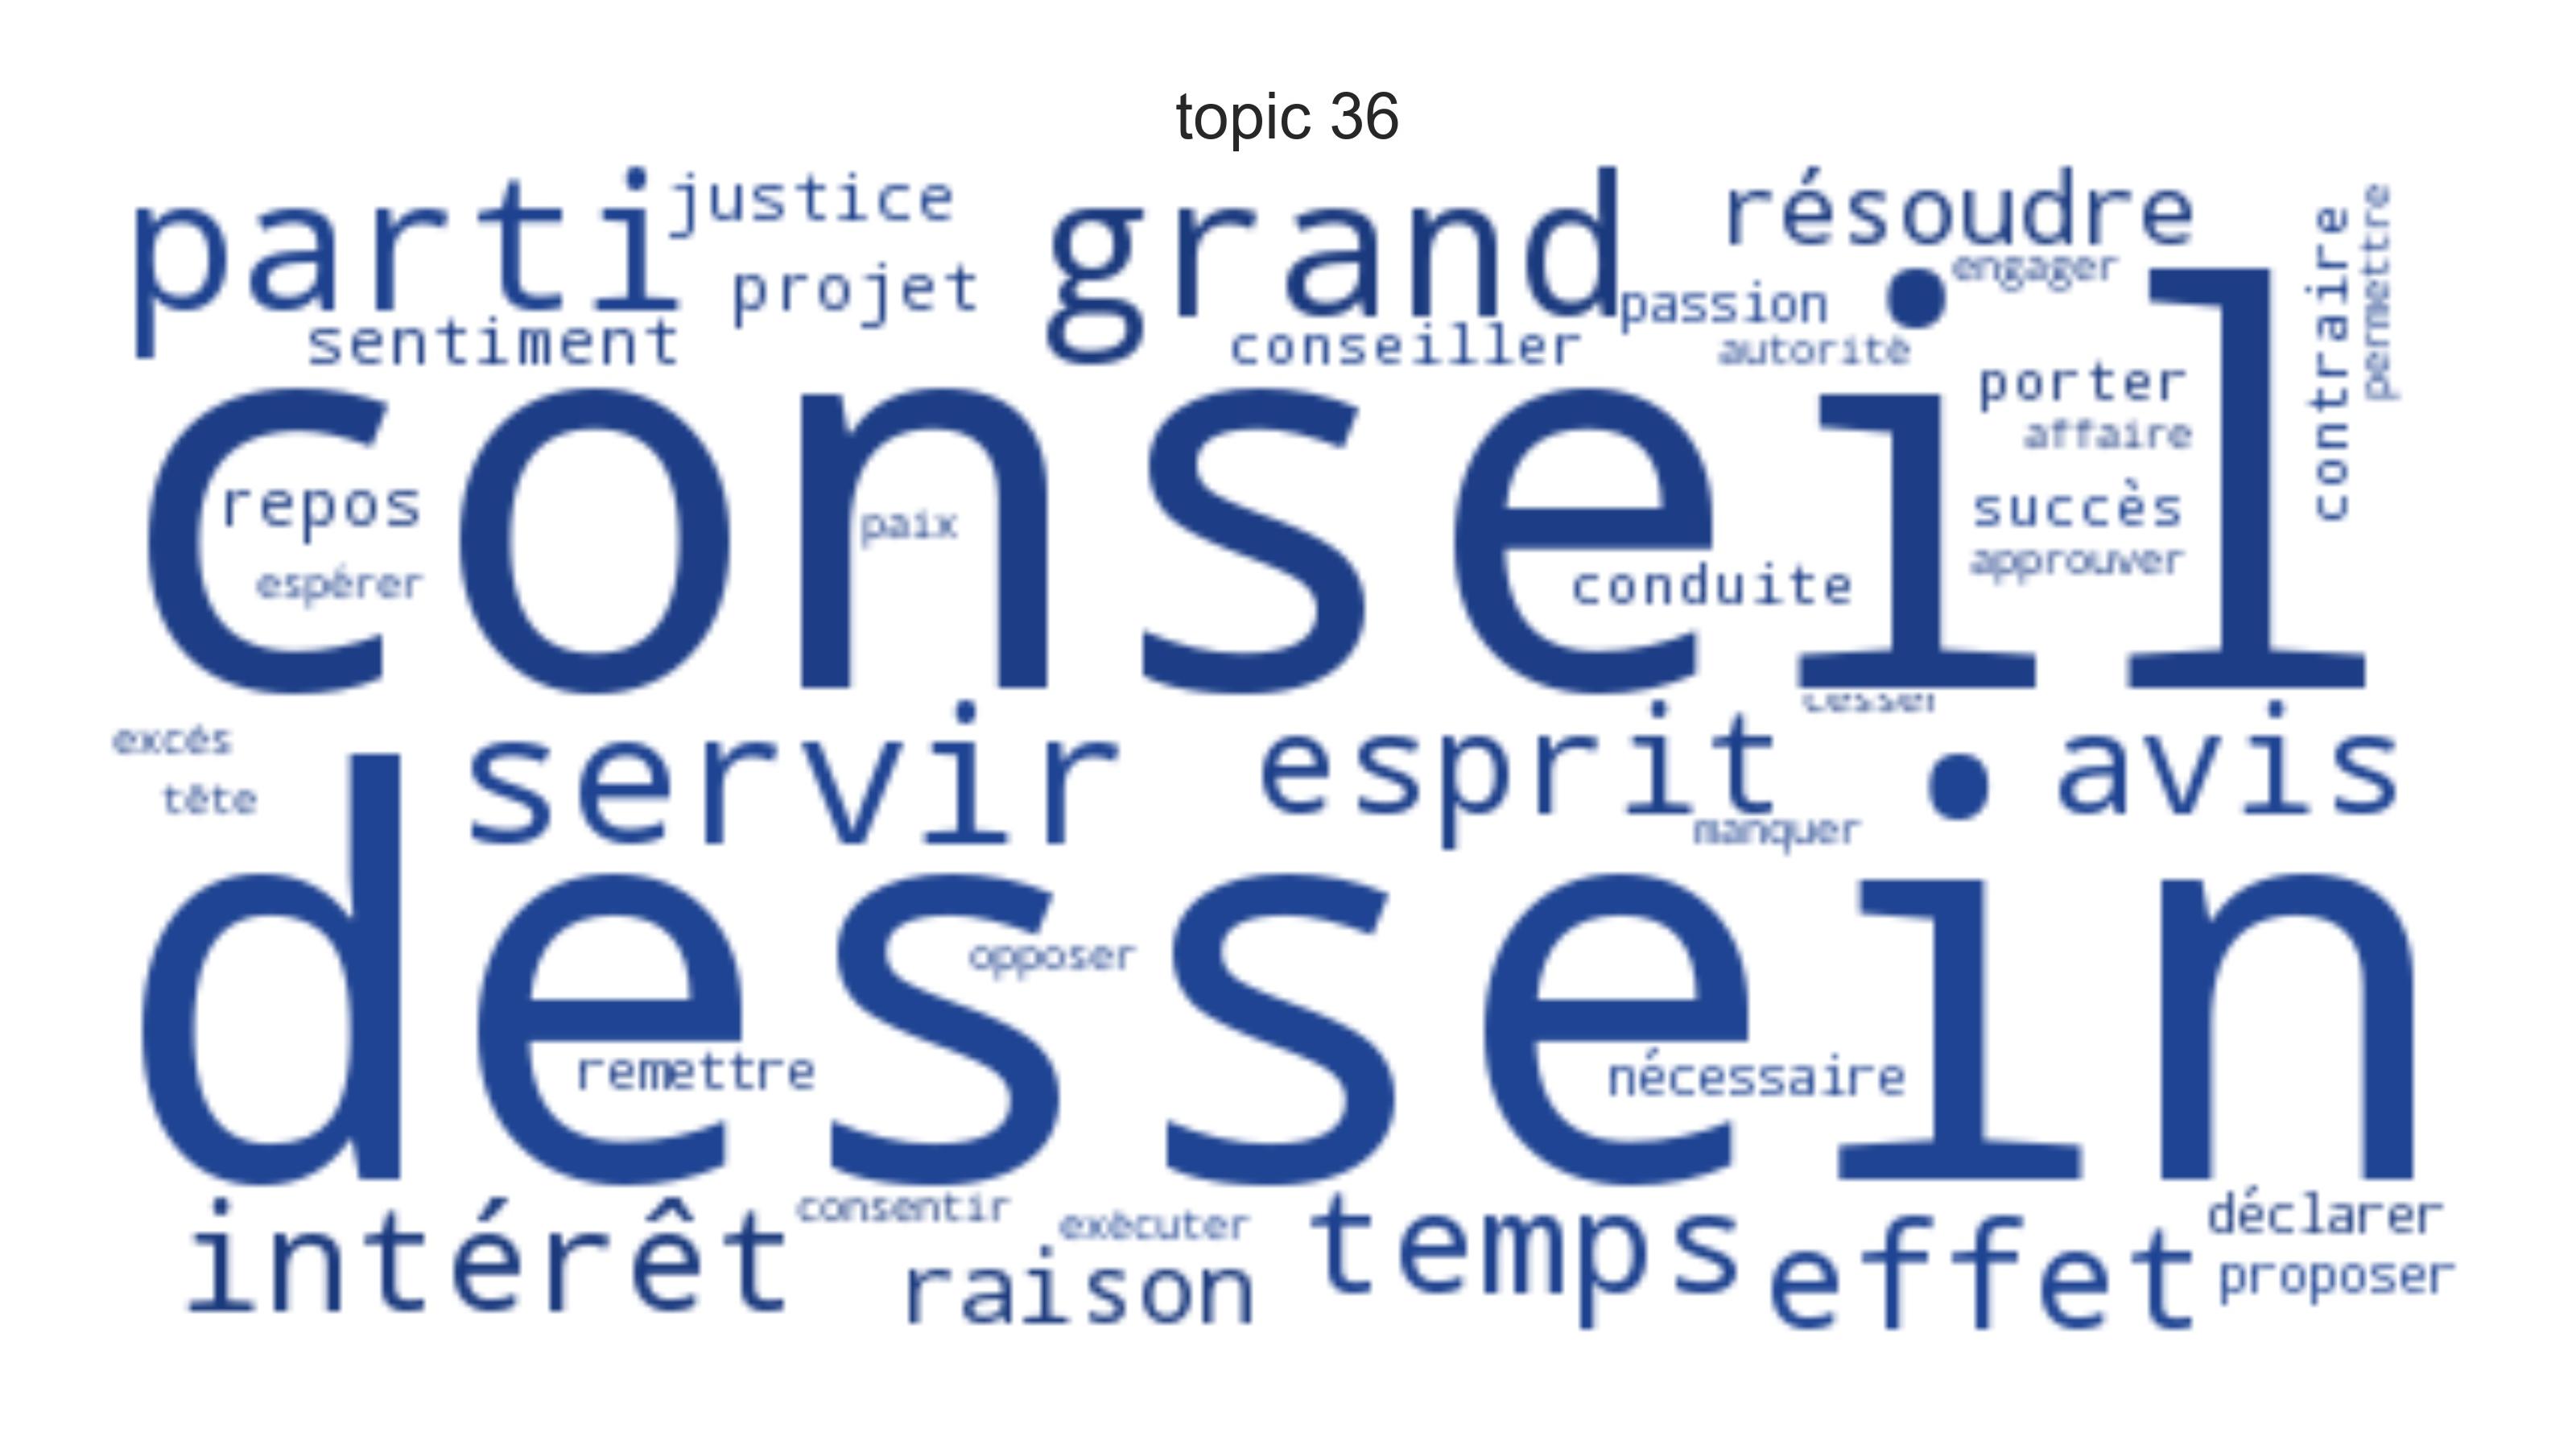 topic 36
parti
justice
grand
résoudre
projet
engager
passion
sentiment
conseiller
autorité
contraire
permettre
conseil
porter
affaire
repos
paix
succès
espérer
conduite
approuver
cesser
excès
servir
esprit
avis
tête
manquer
dessein
opposer
remettre
nécessaire
intérêt
consentir
exécuter
raison
temps
effet
déclarer
proposer